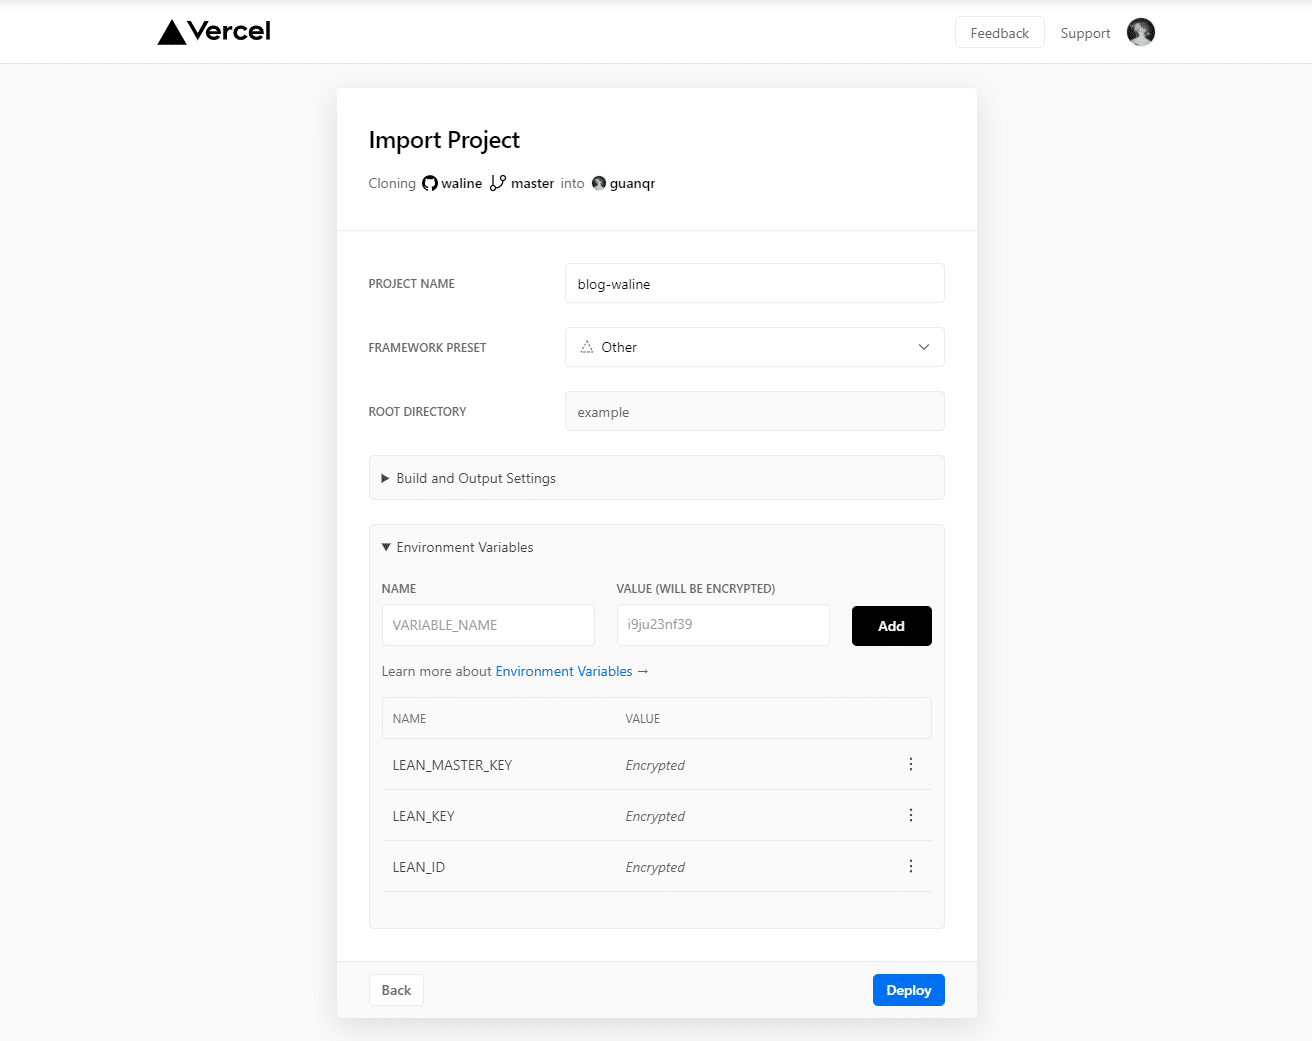 Vercel
Feedback Support
Import Project
Cloning waline master into guanqr
PROJECT NAME blog-waline
FRAMEWORK PRESET Other
ROOT DIRECTORY example
Build and Output Settings
Environment Variables
NAME VALUE (WILL BE ENCRYPTED)
VARIABLE_NAME i9ju23nf39 Add
Learn more about Environment Variables →
NAME VALUE
LEAN_MASTER_KEY Encrypted
LEAN_KEY Encrypted
LEAN_ID Encrypted
Back Deploy